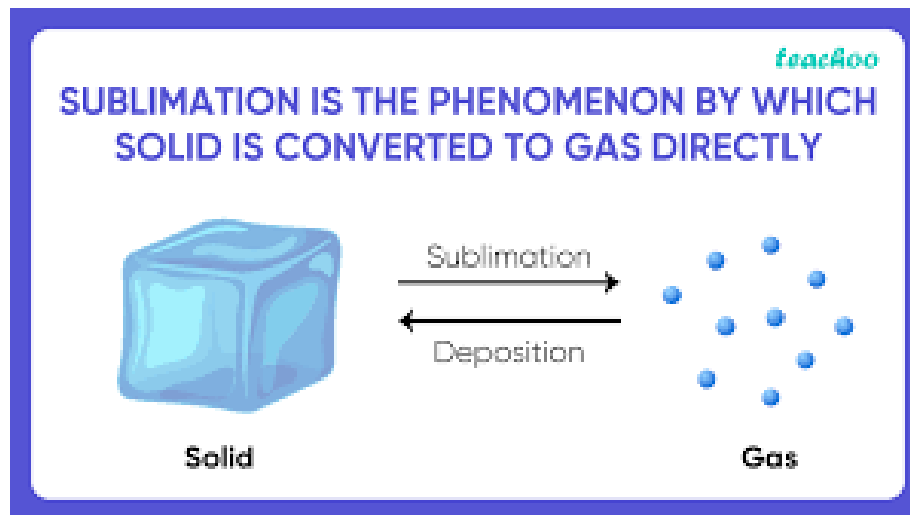 teachoo
SUBLIMATION IS THE PHENOMENON BY WHICH
SOLID IS CONVERTED TO GAS DIRECTLY
Sublimation
Deposition
Solid
Gas